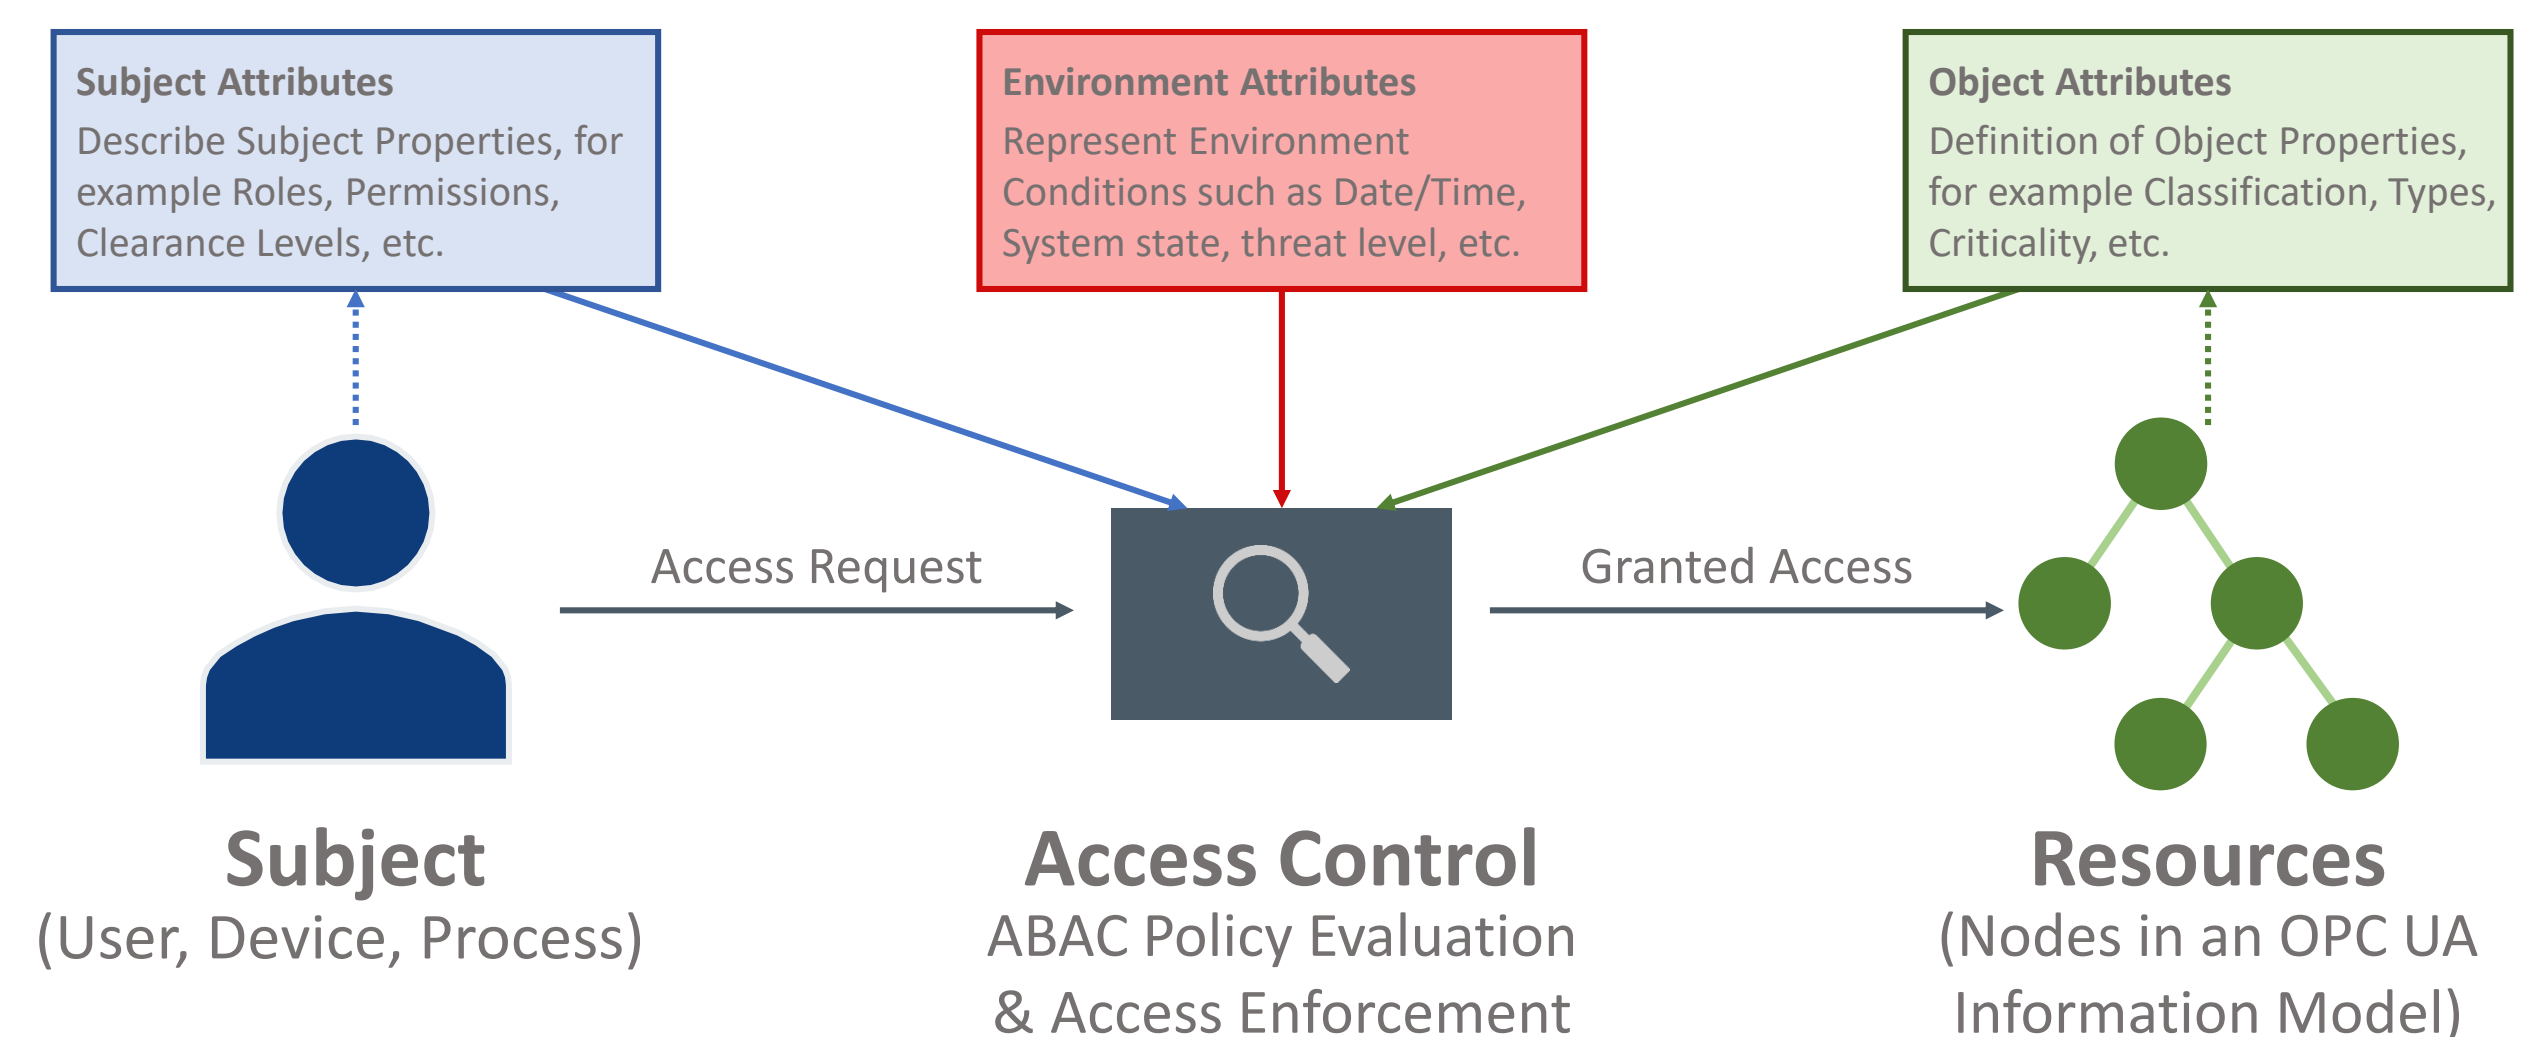 Subject Attributes
Describe Subject Properties, for
example Roles, Permissions,
Clearance Levels, etc.
Environment Attributes
Represent Environment
Conditions such as Date/Time,
System state, threat level, etc.
Object Attributes
Definition of Object Properties,
for example Classification, Types,
Criticality, etc.
Access Request
Granted Access
Subject
(User, Device, Process)
Access Control
ABAC Policy Evaluation
& Access Enforcement
Resources
(Nodes in an OPC UA
Information Model)